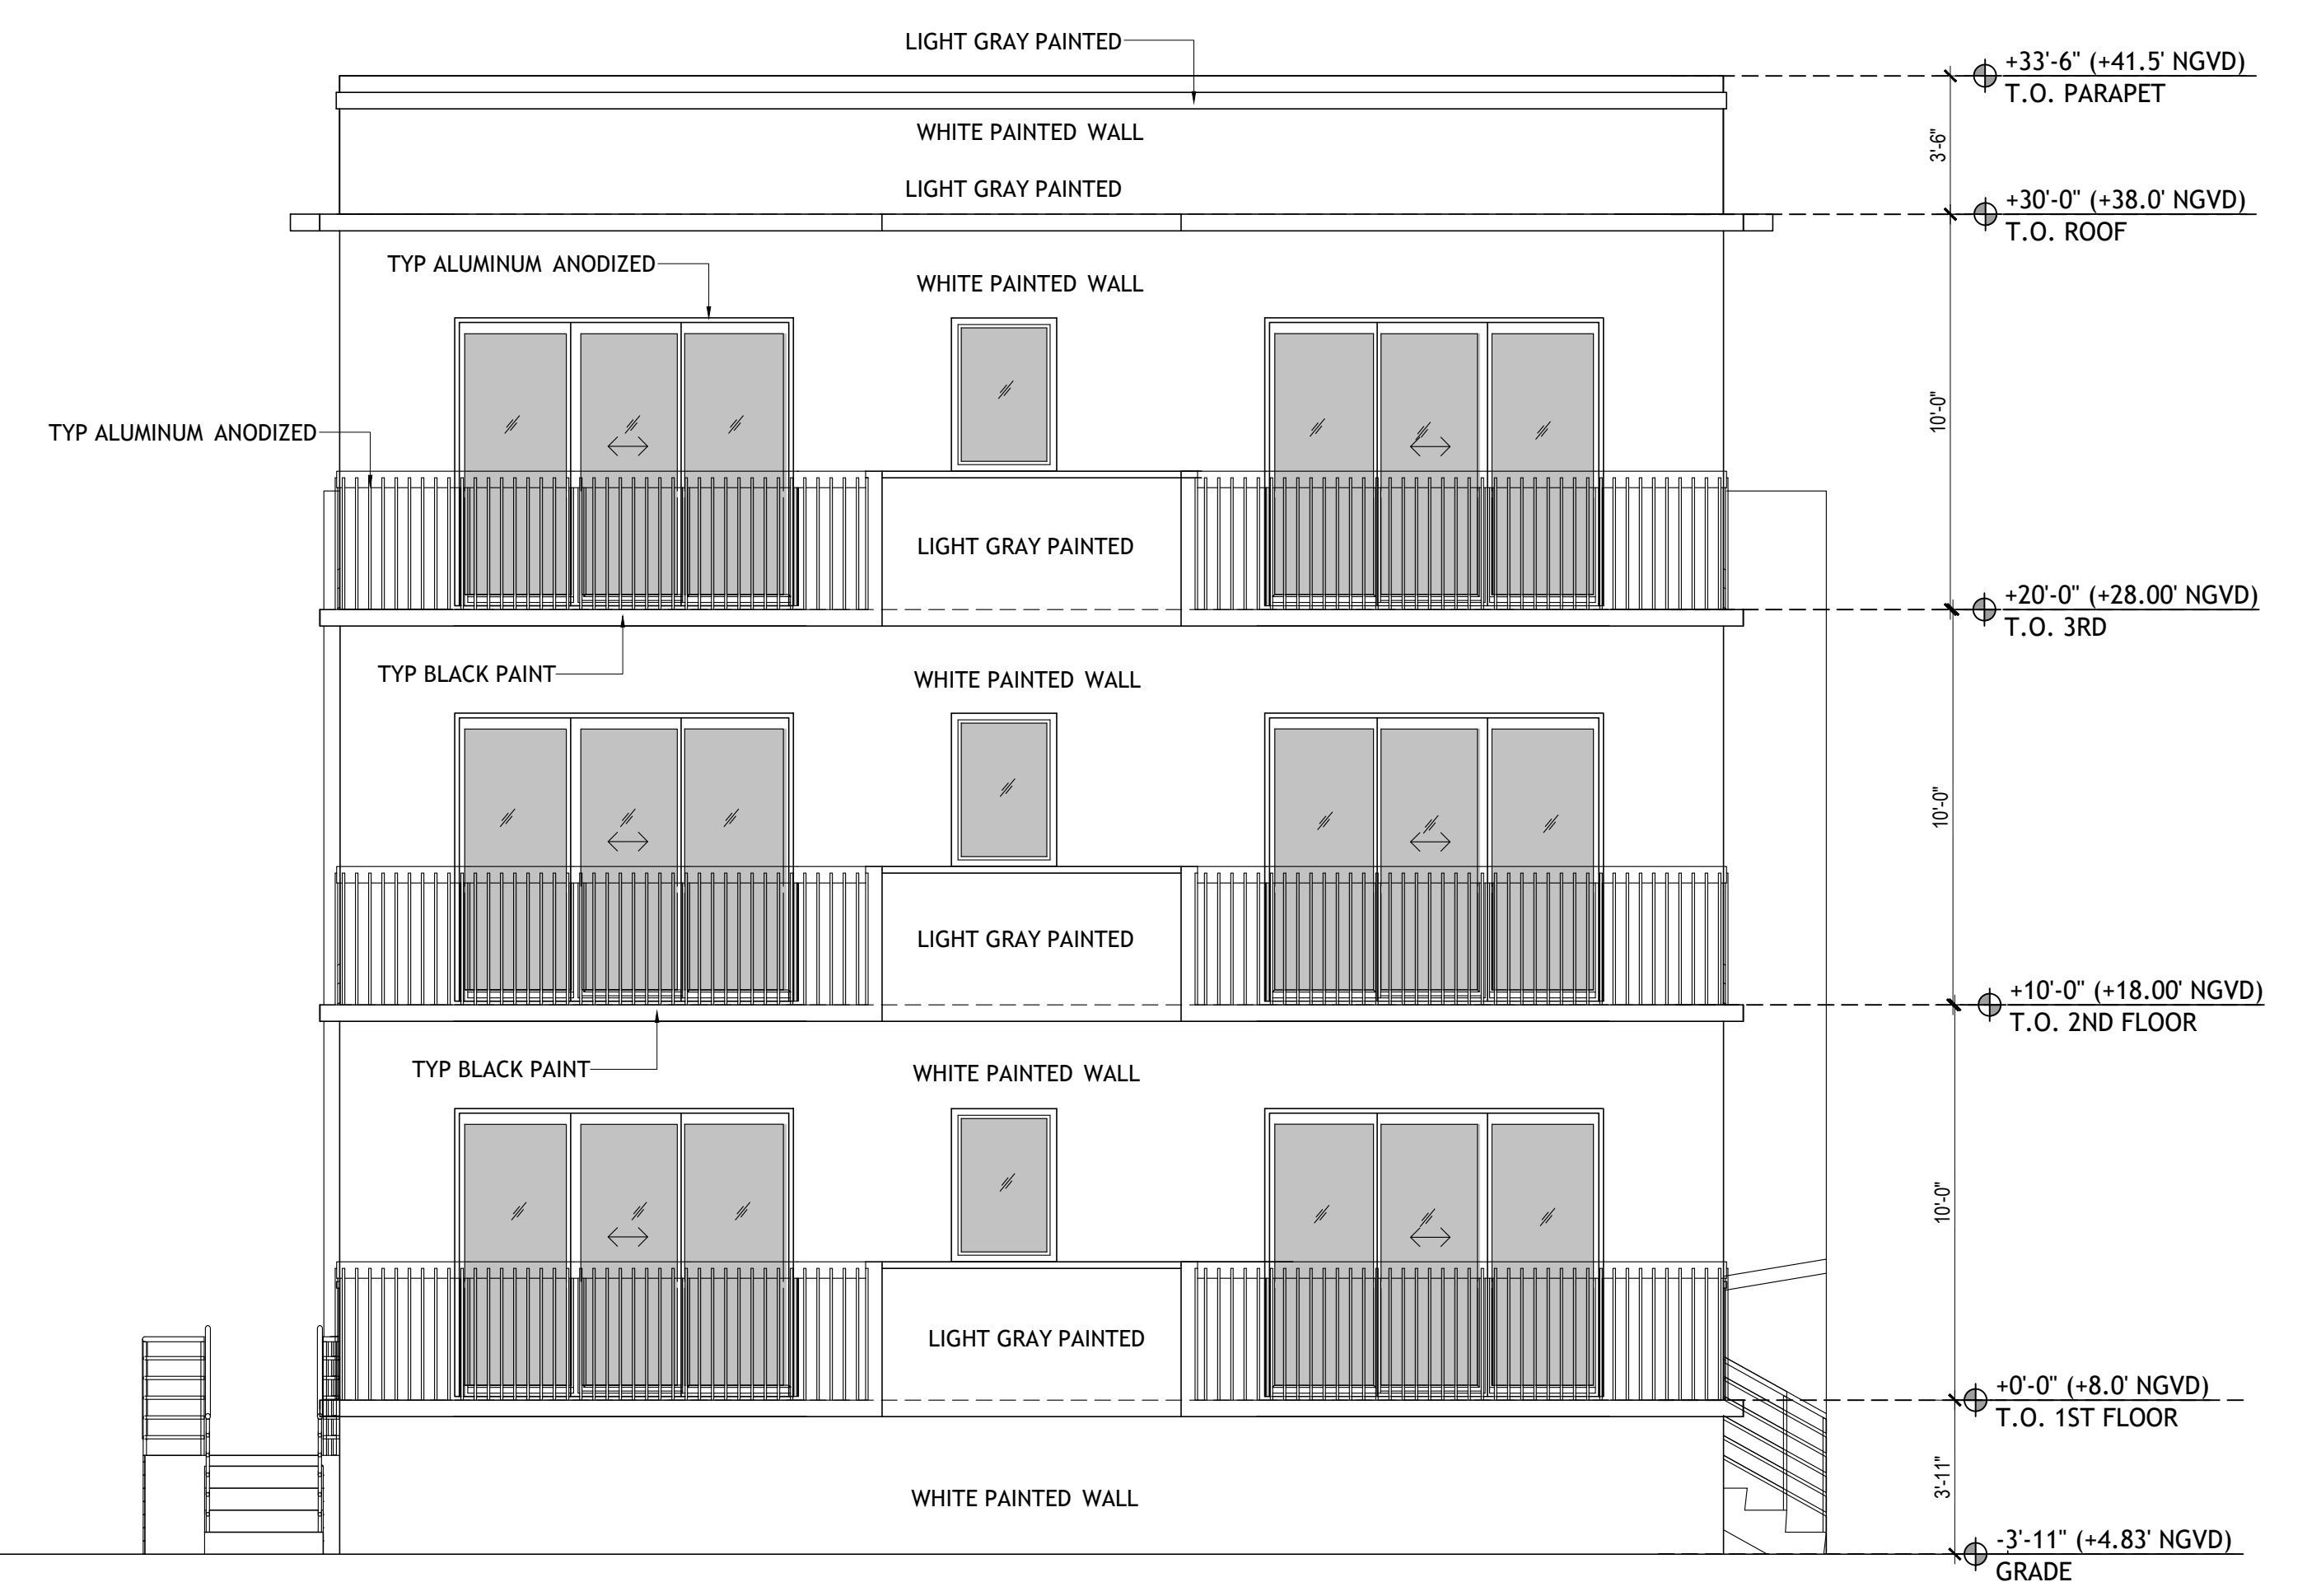 LIGHT GRAY PAINTED
+33'-6" (+41.5' NGVD)
T.O. PARAPET
WHITE PAINTED WALL
3'-6"
LIGHT GRAY PAINTED
+30'-0" (+38.0' NGVD)
T.O. ROOF
TYP ALUMINUM ANODIZED
WHITE PAINTED WALL
10'-0"
TYP ALUMINUM ANODIZED
LIGHT GRAY PAINTED
+20'-0" (+28.00' NGVD)
T.O. 3RD
TYP BLACK PAINT
WHITE PAINTED WALL
10'-0"
LIGHT GRAY PAINTED
+10'-0" (+18.00' NGVD)
T.O. 2ND FLOOR
TYP BLACK PAINT
WHITE PAINTED WALL
10'-0"
LIGHT GRAY PAINTED
+0'-0" (+8.0' NGVD)
T.O. 1ST FLOOR
3'-11"
WHITE PAINTED WALL
-3'-11" (+4.83' NGVD)
GRADE